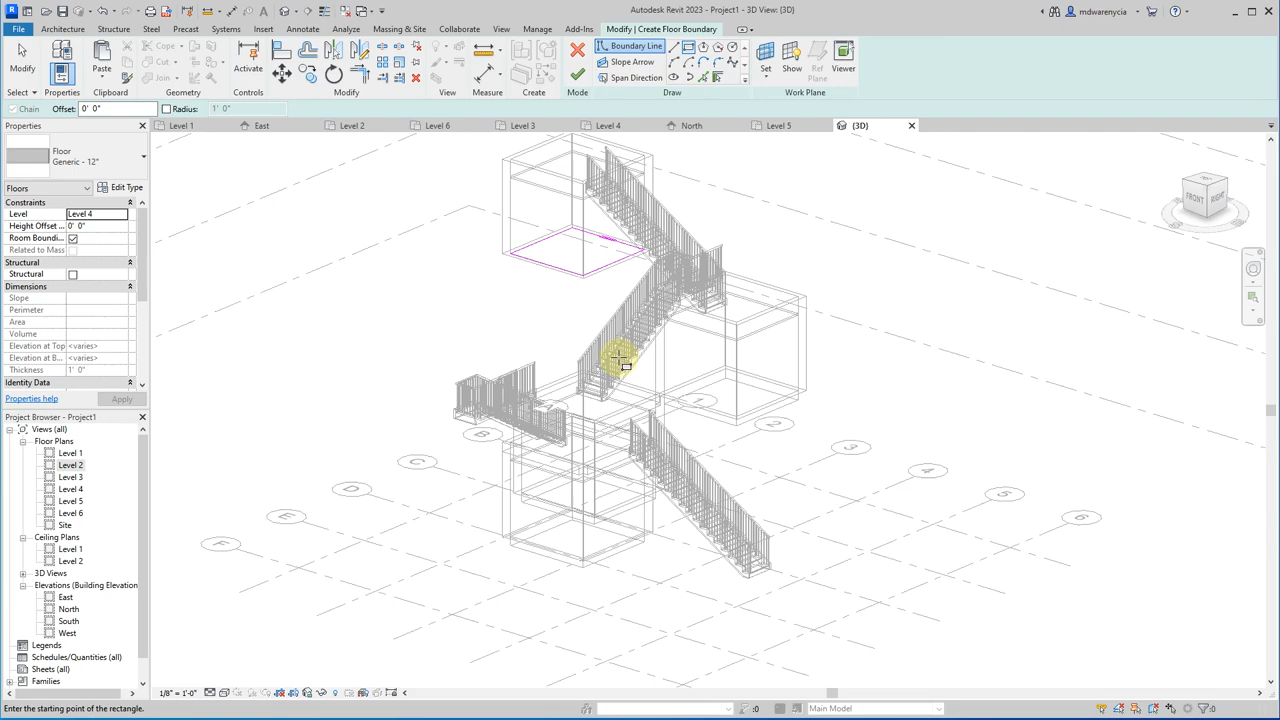 Autodesk Revit 2023 - Project1 - 3D View: {3D}
mdwarenycia
File Architecture Structure Steel Precast Systems Insert Annotate Analyze Massing & Site Collaborate View Manage Add-Ins Modify | Create Floor Boundary
Modify
Properties
Paste
Cope
Cut
Join
Activate
Boundary Line
Slope Arrow
Span Direction
Set
Show
Ref Plane
Viewer
Select Properties Clipboard Geometry Controls Modify View Measure Create Mode Draw Work Plane
Chain Offset: 0' 0" Radius: 1' 0"
Properties
Level 1 East Level 2 Level 6 Level 3 Level 4 North Level 5 {3D}
Floor
Generic - 12"
Floors Edit Type
Constraints
Level Level 4
Height Offset ... 0' 0"
Room Boundi...
Related to Mass
Structural
Structural
Dimensions
Slope
Perimeter
Area
Volume
Elevation at Top <varies>
Elevation at B... <varies>
Thickness 1' 0"
Identity Data
Properties help Apply
Project Browser - Project1
Views (all)
Floor Plans
Level 1
Level 2
Level 3
Level 4
Level 5
Level 6
Site
Ceiling Plans
Level 1
Level 2
3D Views
Elevations (Building Elevation
East
North
South
West
Legends
Schedules/Quantities (all)
Sheets (all)
Families
TOP
FRONT
RIGHT
1
2
3
4
5
6
B
C
D
E
F
1/8" = 1'-0"
Enter the starting point of the rectangle.
:0
Main Model
:0